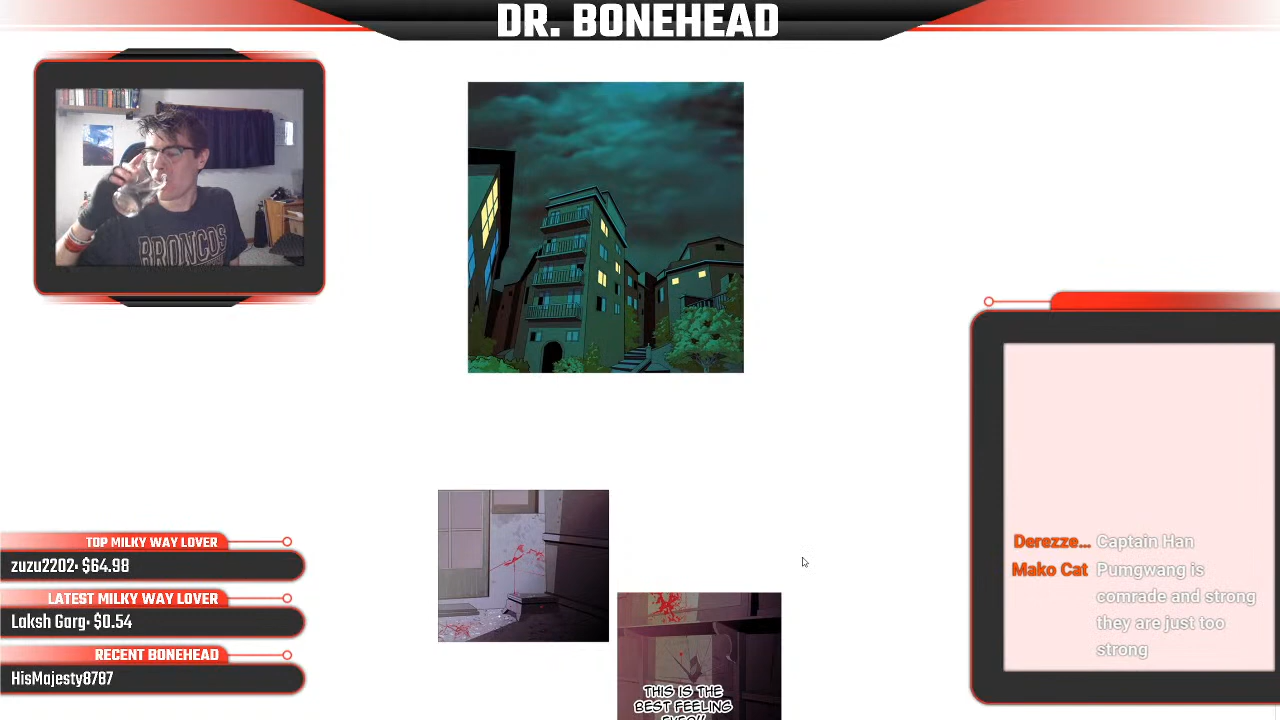 DR. BONEHEAD
BRONCOS
TOP MILKY WAY LOVER
zuzu2202• $64.98
LATEST MILKY WAY LOVER
Laksh Garg• $0.54
RECENT BONEHEAD
HisMajesty8787
THIS IS THE
BEST FEELING
Derezze... Captain Han
Mako Cat Pumgwang is
comrade and strong
they are just too
strong